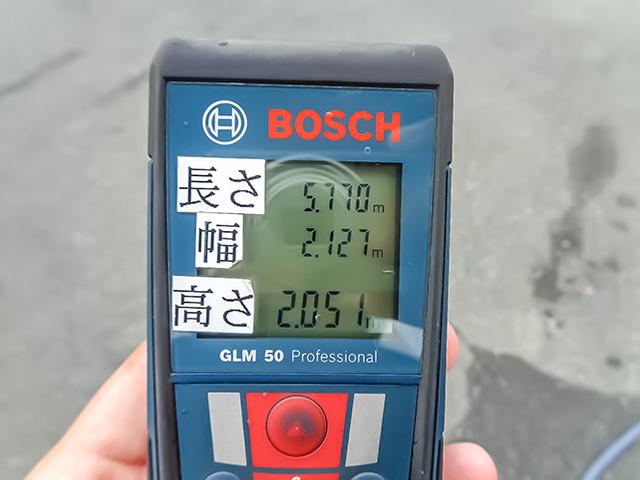 BOSCH
長さ 5.770m
幅 2.127m
高さ 2.051m
GLM 50 Professional